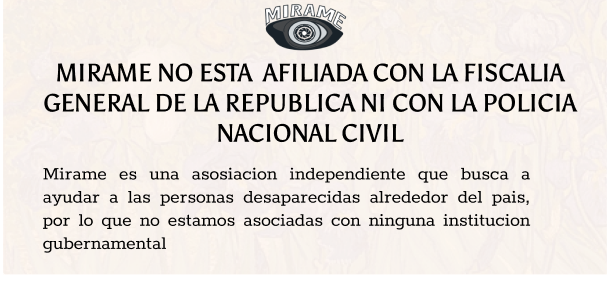 MIRAME
MIRAME NO ESTA AFILIADA CON LA FISCALIA
GENERAL DE LA REPUBLICA NI CON LA POLICIA
NACIONAL CIVIL
Mirame es una asosiacion independiente que busca a
ayudar a las personas desaparecidas alrededor del pais,
por lo que no estamos asociadas con ninguna institucion
gubernamental